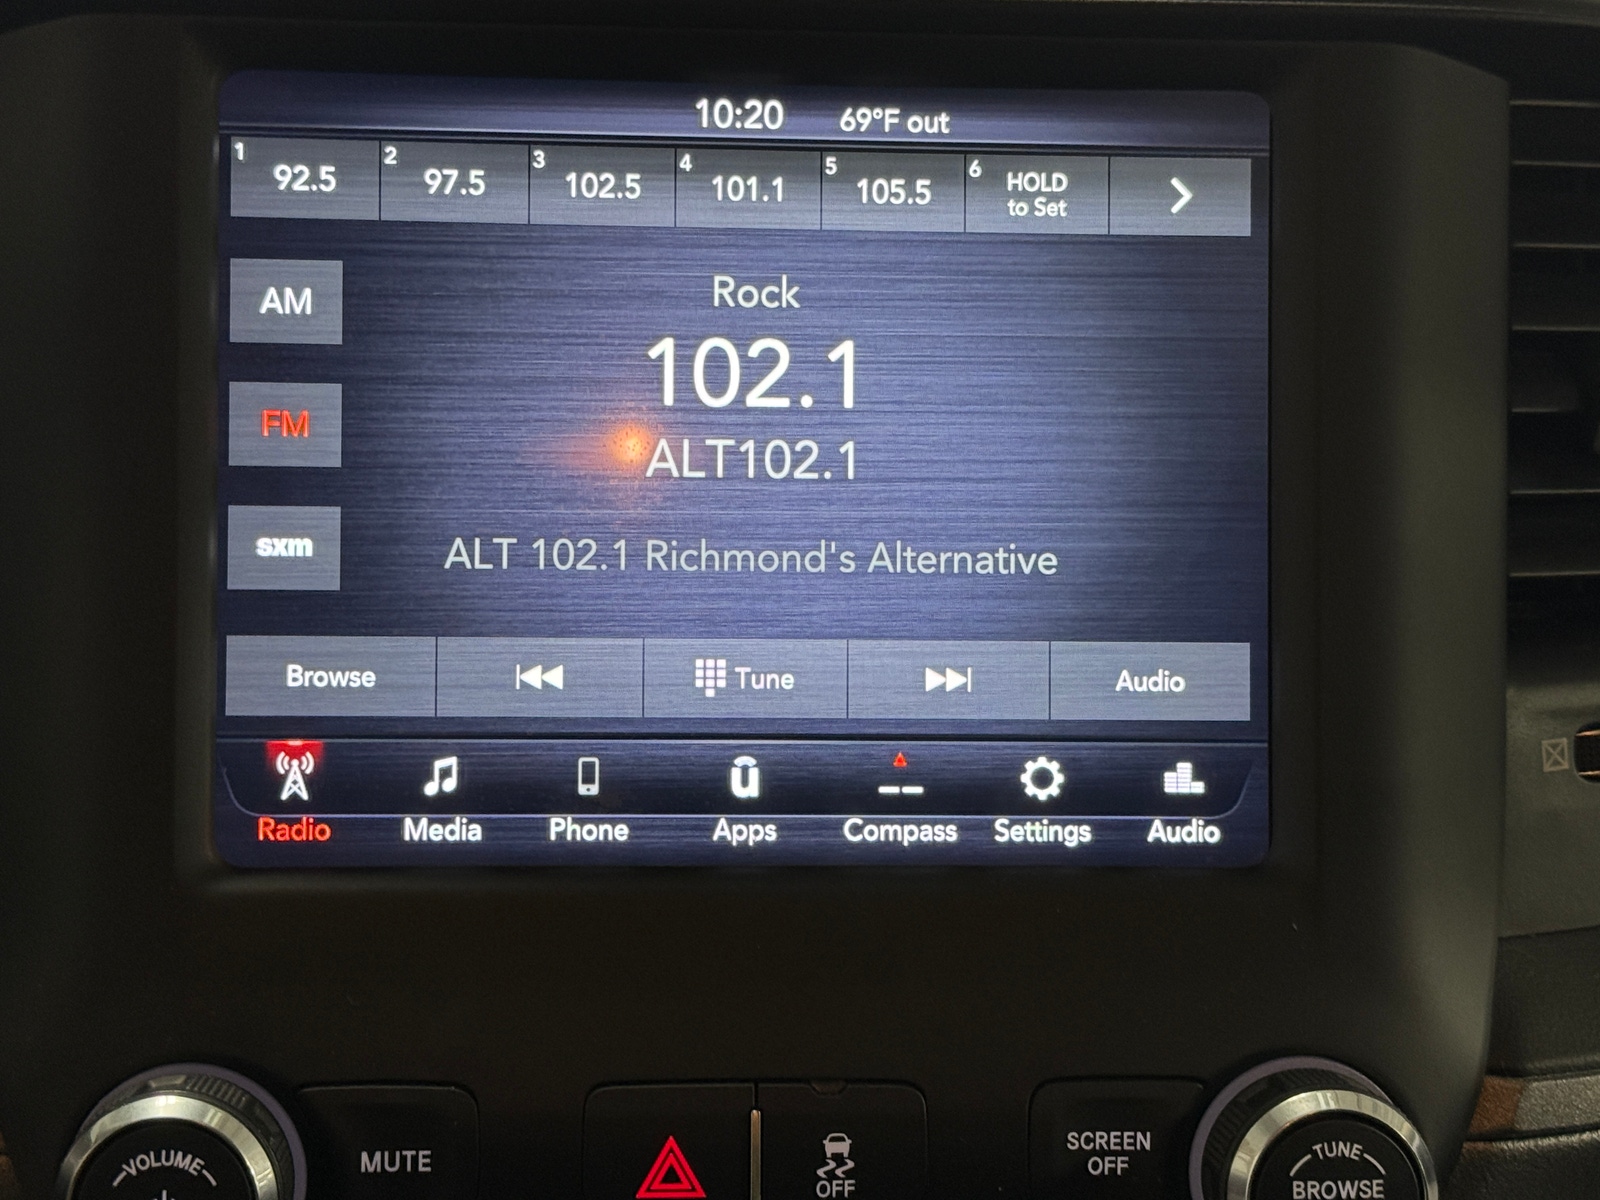 10:20 69°F out
1 92.5 2 97.5 3 102.5 4 101.1 5 105.5 6 HOLD to Set
AM
Rock
102.1
FM
ALT102.1
sxm
ALT 102.1 Richmond's Alternative
Browse Tune Audio
Radio Media Phone Apps Compass Settings Audio
VOLUME
MUTE
OFF
SCREEN
OFF
TUNE
BROWSE